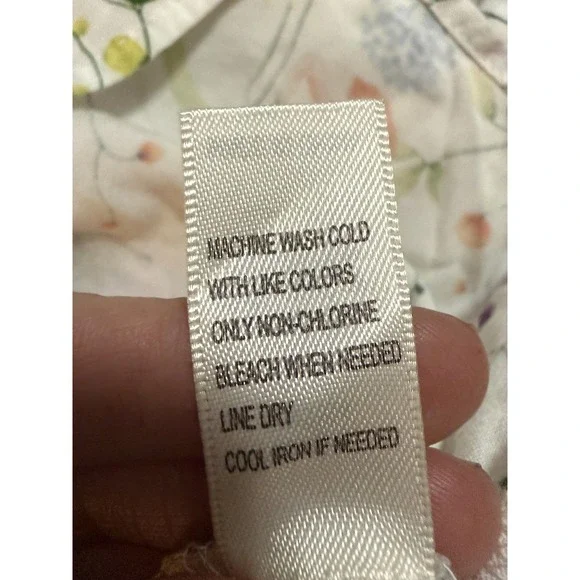 MACHINE WASH COLD
WITH LIKE COLORS
ONLY NON-CHLORINE
BLEACH WHEN NEEDED
LINE DRY
COOL IRON IF NEEDED